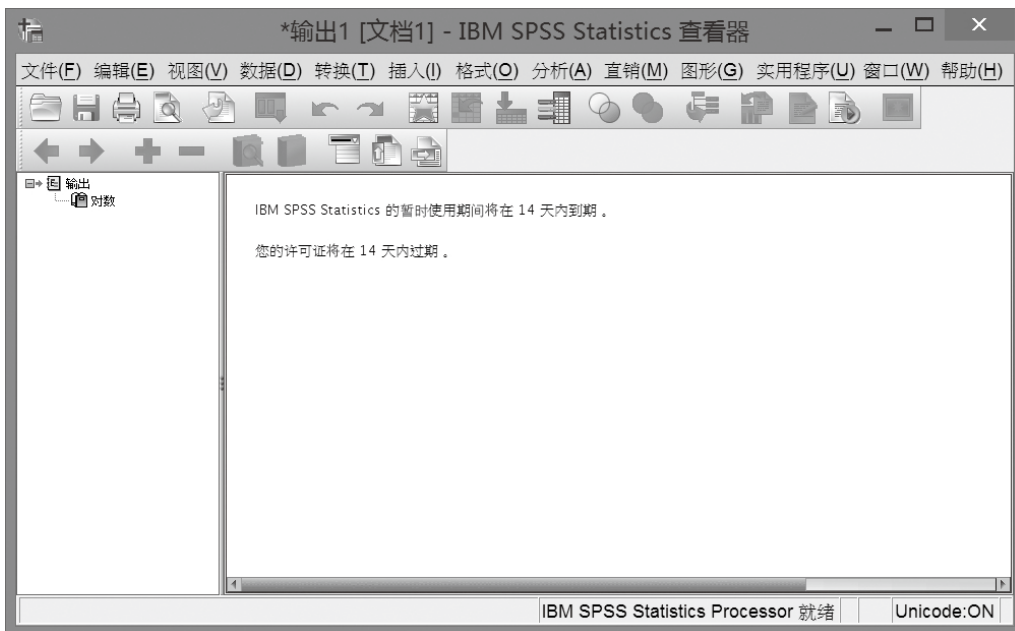 *输出1 [文档1] - IBM SPSS Statistics 查看器
文件(F) 编辑(E) 视图(V) 数据(D) 转换(T) 插入(I) 格式(O) 分析(A) 直销(M) 图形(G) 实用程序(U) 窗口(W) 帮助(H)
输出
对数
IBM SPSS Statistics 的暂时使用期间将在 14 天内到期。
您的许可证将在 14 天内过期。
IBM SPSS Statistics Processor 就绪 Unicode:ON